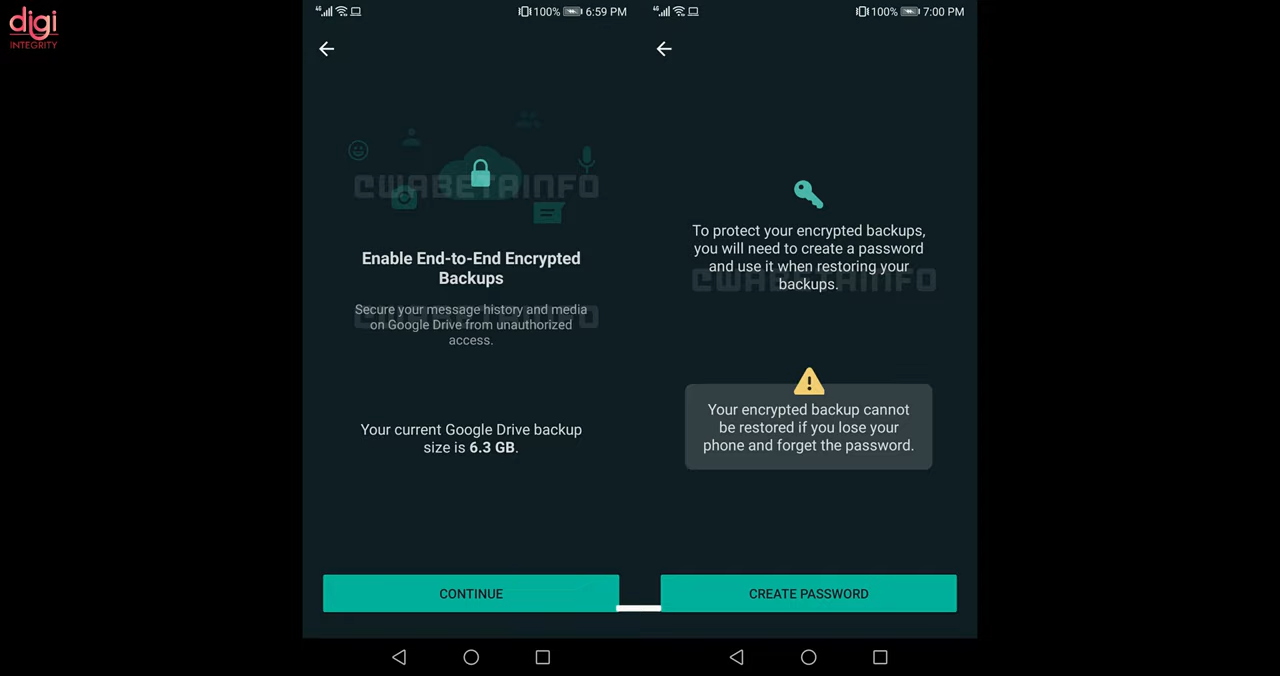 digi
INTEGRITY
4G 100% 6:59 PM
CWABETAINFO
Enable End-to-End Encrypted
Backups
Secure your message history and media
on Google Drive from unauthorized
access.
CWABETAINFO
Your current Google Drive backup
size is 6.3 GB.
CONTINUE
4G 100% 7:00 PM
To protect your encrypted backups,
you will need to create a password
and use it when restoring your
backups.
CWABETAINFO
Your encrypted backup cannot
be restored if you lose your
phone and forget the password.
CREATE PASSWORD